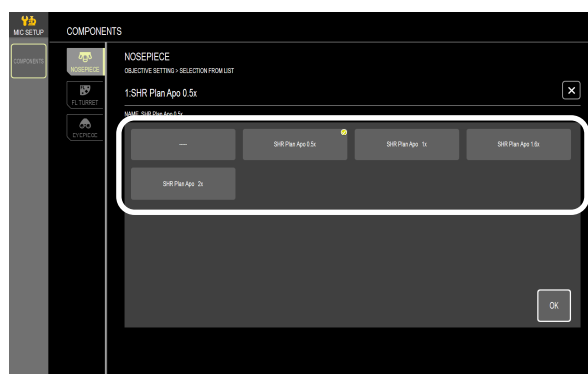 MIC SETUP
COMPONENTS
COMPONENTS
NOSEPIECE
FL TURRET
EYEPIECE
NOSEPIECE
OBJECTIVE SETTING > SELECTION FROM LIST
1:SHR Plan Apo 0.5x
NAME: SHR Plan Apo 0.5x
---
SHR Plan Apo 0.5x
SHR Plan Apo 1x
SHR Plan Apo 1.6x
SHR Plan Apo 2x
OK